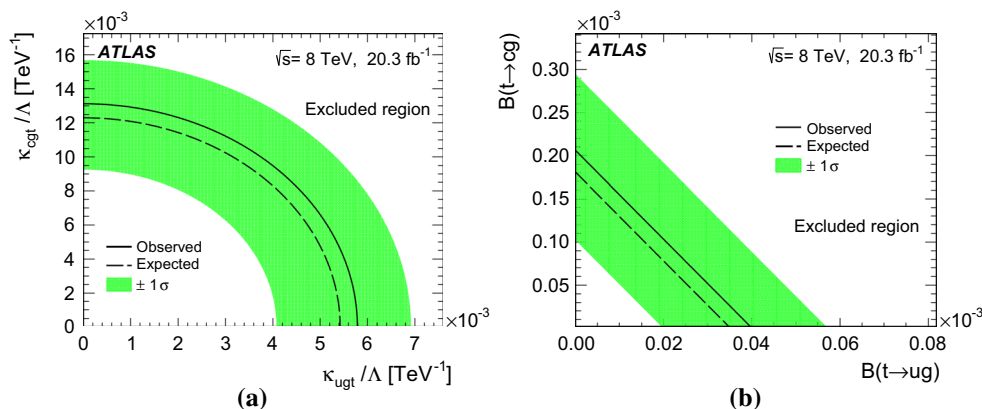 ×10⁻³
ATLAS
√s= 8 TeV, 20.3 fb⁻¹
κ_cgt /Λ [TeV⁻¹]
16
14
12
10
8
6
4
2
0
Excluded region
Observed
Expected
± 1σ
0 1 2 3 4 5 6 7
×10⁻³
κ_ugt /Λ [TeV⁻¹]
(a)
×10⁻³
ATLAS
√s= 8 TeV, 20.3 fb⁻¹
B(t→cg)
0.30
0.25
0.20
0.15
0.10
0.05
Observed
Expected
± 1σ
Excluded region
0.00 0.02 0.04 0.06 0.08
×10⁻³
B(t→ug)
(b)